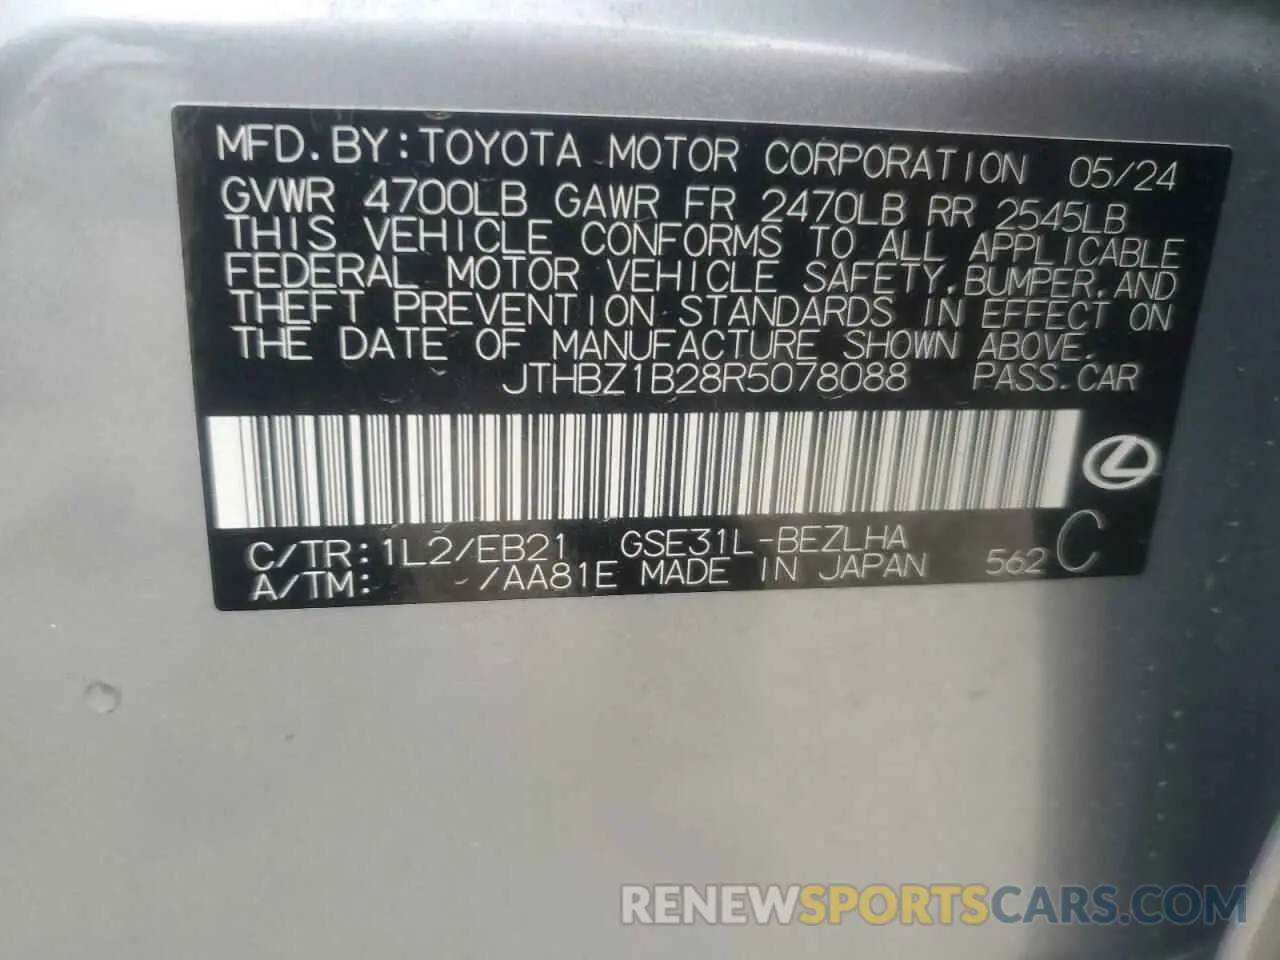 MFD.BY:TOYOTA MOTOR CORPORATION 05/24
GVWR 4700LB GAWR FR 2470LB RR 2545LB
THIS VEHICLE CONFORMS TO ALL APPLICABLE
FEDERAL MOTOR VEHICLE SAFETY,BUMPER,AND
THEFT PREVENTION STANDARDS IN EFFECT ON
THE DATE OF MANUFACTURE SHOWN ABOVE.
JTHBZ1B28R5078088 PASS.CAR
C/TR:1L2/EB21 GSE31L-BEZLHA
A/TM: -/AA81E MADE IN JAPAN 562 C
RENEWSPORTSCARS.COM